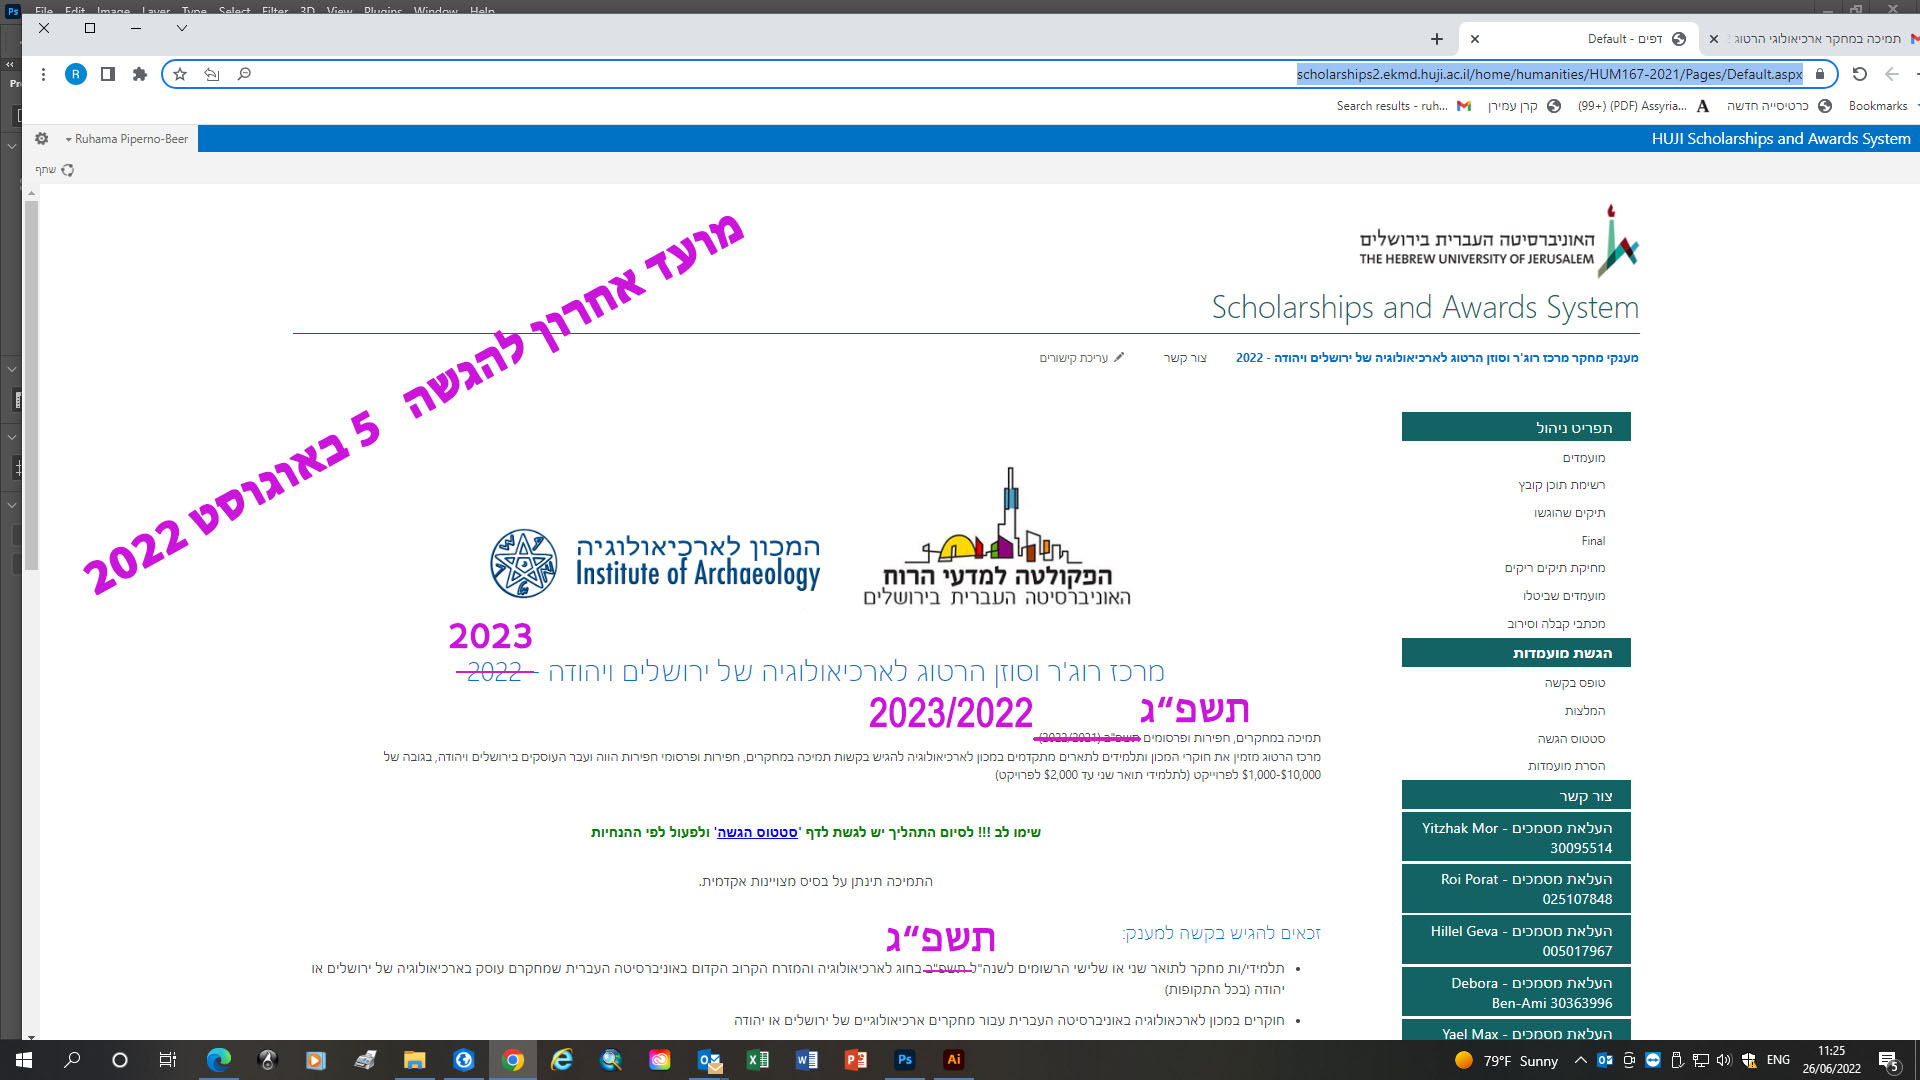 File Edit Image Layer Type Select Filter 3D View Plugins Window Help
Default - דפים
תמיכה במחקר ארכיאולוגי הרטוג
scholarships2.ekmd.huji.ac.il/home/humanities/HUM167-2021/Pages/Default.aspx
Search results - ruh...
קרן עמירן
(99+) (PDF) Assyria...
כרטיסייה חדשה
Bookmarks
Ruhama Piperno-Beer
HUJI Scholarships and Awards System
שתף
האוניברסיטה העברית בירושלים
THE HEBREW UNIVERSITY OF JERUSALEM
Scholarships and Awards System
מענקי מחקר מרכז רוג'ר וסוזן הרטוג לארכיאולוגיה של ירושלים ויהודה - 2022
צור קשר
עריכת קישורים
מועד אחרון להגשה 5 באוגוסט 2022
תפריט ניהול
מועמדים
רשימת תוכן קובץ
תיקים שהוגשו
Final
מחיקת תיקים ריקים
מועמדים שביטלו
מכתבי קבלה וסירוב
הגשת מועמדות
טופס בקשה
המלצות
סטטוס הגשה
הסרת מועמדות
צור קשר
העלאת מסמכים - Yitzhak Mor
30095514
העלאת מסמכים - Roi Porat
025107848
העלאת מסמכים - Hillel Geva
005017967
העלאת מסמכים - Debora
Ben-Ami 30363996
העלאת מסמכים - Yael Max
הפקולטה למדעי הרוח
האוניברסיטה העברית בירושלים
המכון לארכיאולוגיה
Institute of Archaeology
2023
מרכז רוג'ר וסוזן הרטוג לארכיאולוגיה של ירושלים ויהודה - 2022
תשפ"ג 2023/2022
תמיכה במחקרים, חפירות ופרסומים תשפ"ב (2022/2021)
מרכז הרטוג מזמין את חוקרי המכון ותלמידים לתארים מתקדמים במכון לארכיאולוגיה להגיש בקשות תמיכה במחקרים, חפירות ופרסומי חפירות הווה ועבר העוסקים בירושלים ויהודה, בגובה של
$1,000-$10,000 לפרוייקט (לתלמידי תואר שני עד $2,000 לפרויקט)
שימו לב !!! לסיום התהליך יש לגשת לדף 'סטטוס הגשה' ולפעול לפי ההנחיות
התמיכה תינתן על בסיס מצויינות אקדמית.
זכאים להגיש בקשה למענק:
תשפ"ג
• תלמידי/ות מחקר לתואר שני או שלישי הרשומים לשנה"ל תשפ"ב בחוג לארכיאולוגיה והמזרח הקרוב הקדום באוניברסיטה העברית שמחקרם עוסק בארכיאולוגיה של ירושלים או
יהודה (בכל התקופות)
• חוקרים במכון לארכאולוגיה באוניברסיטה העברית עבור מחקרים ארכיאולוגיים של ירושלים או יהודה
79°F Sunny
ENG
11:25
26/06/2022